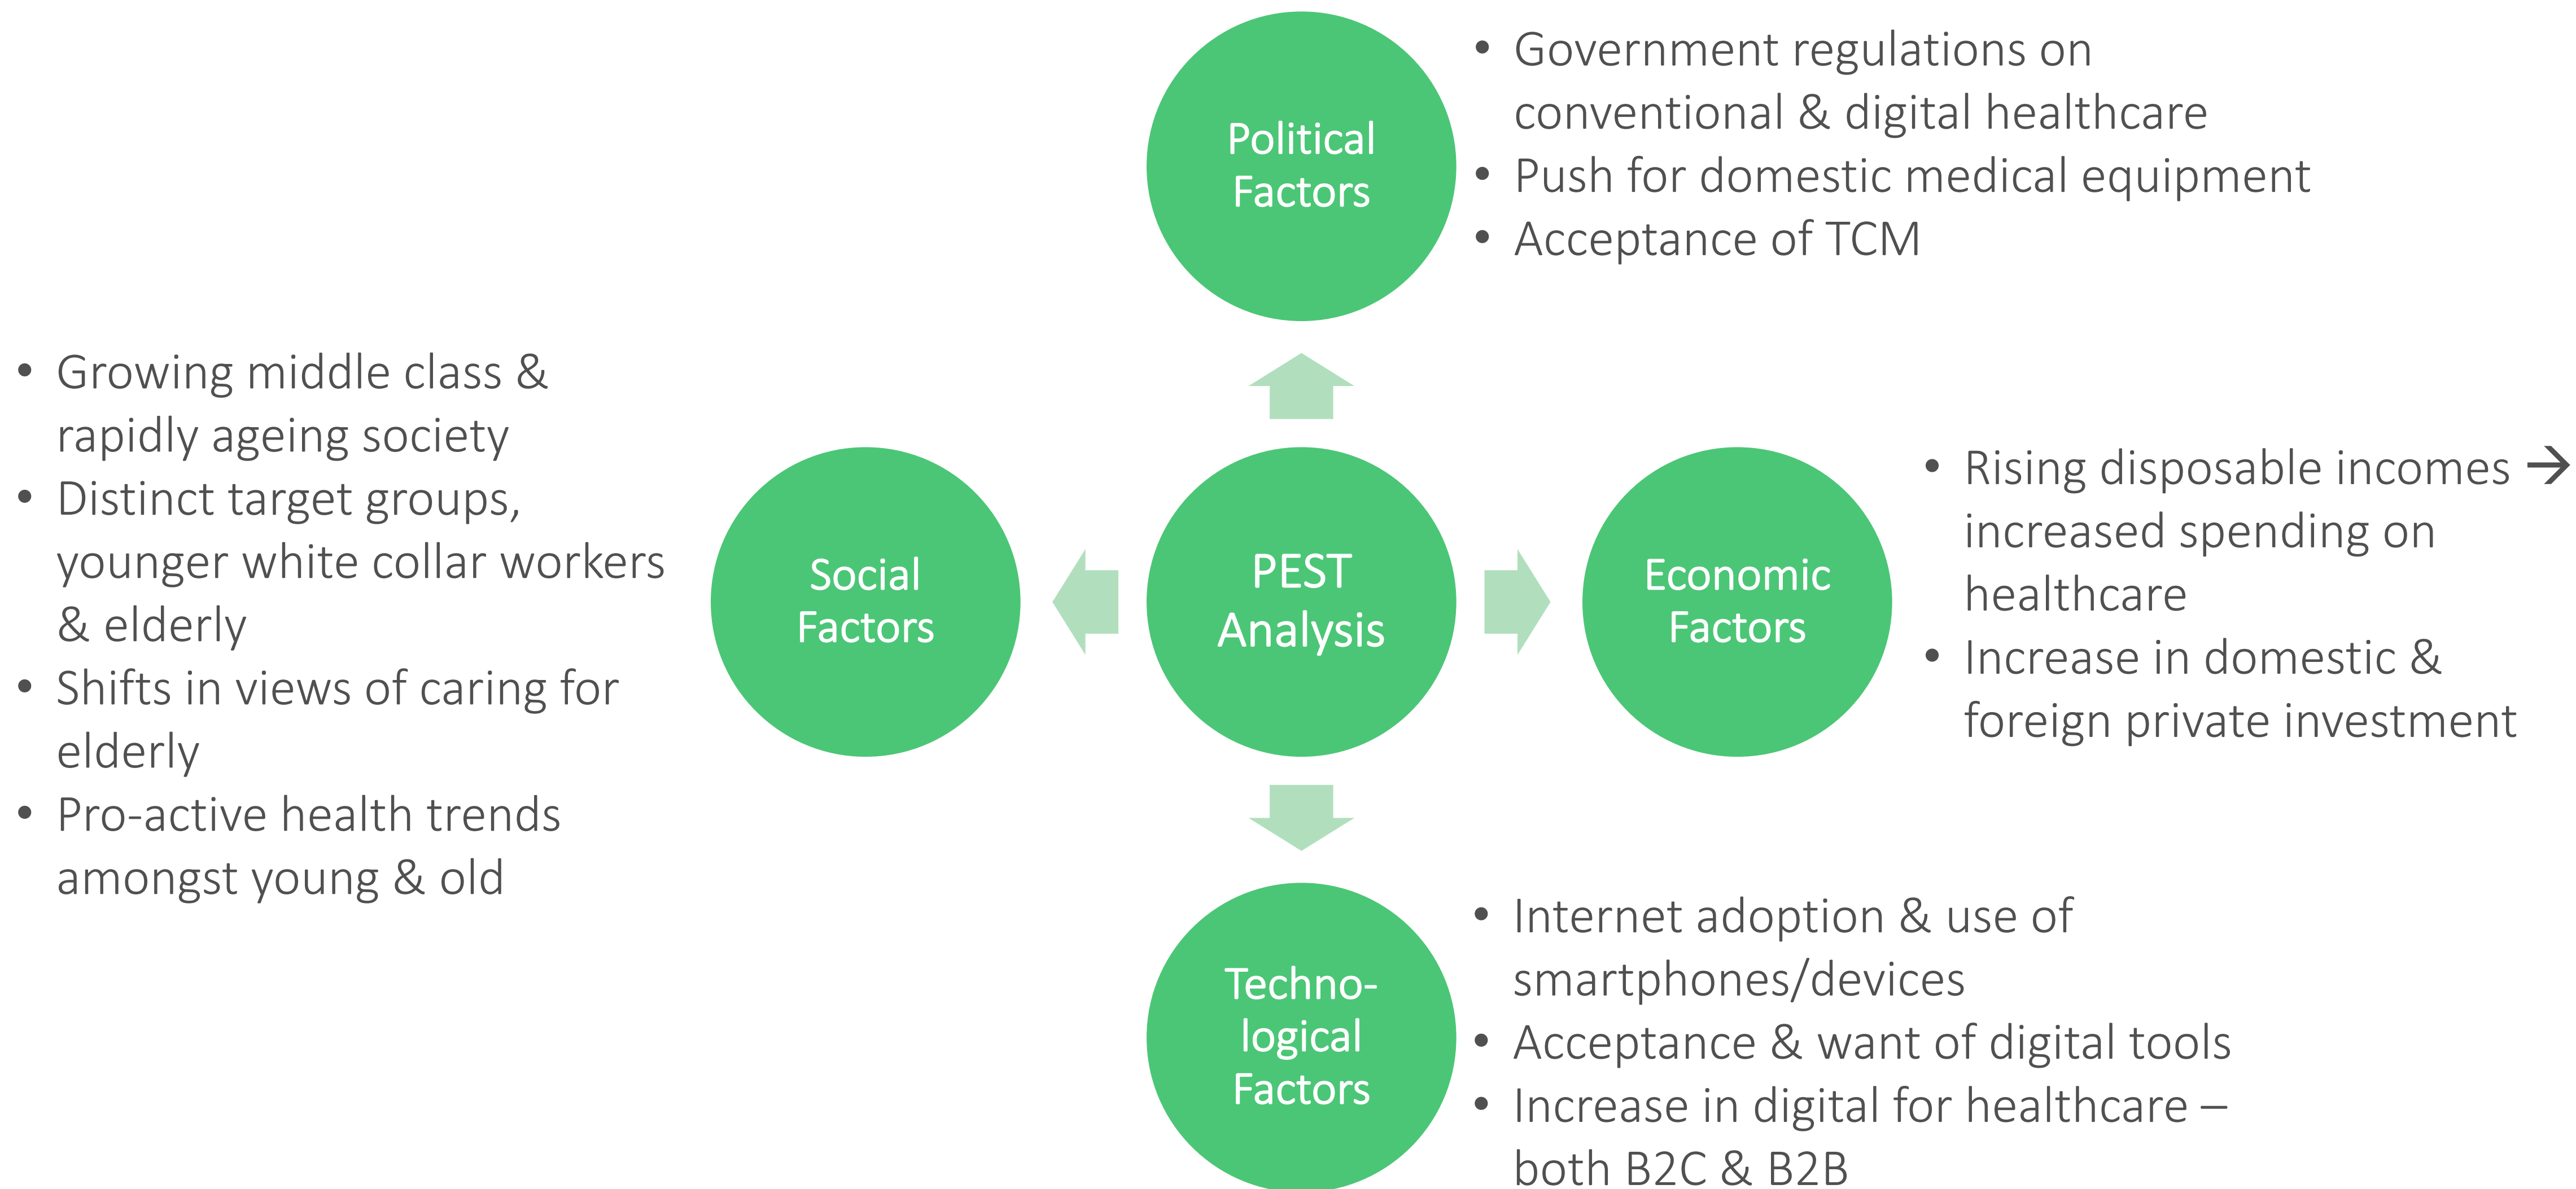 Political
Factors
• Government regulations on
conventional & digital healthcare
• Push for domestic medical equipment
• Acceptance of TCM
• Growing middle class &
rapidly ageing society
• Distinct target groups,
younger white collar workers
& elderly
• Shifts in views of caring for
elderly
• Pro-active health trends
amongst young & old
Social
Factors
PEST
Analysis
Economic
Factors
• Rising disposable incomes →
increased spending on
healthcare
• Increase in domestic &
foreign private investment
Techno-
logical
Factors
• Internet adoption & use of
smartphones/devices
• Acceptance & want of digital tools
• Increase in digital for healthcare –
both B2C & B2B